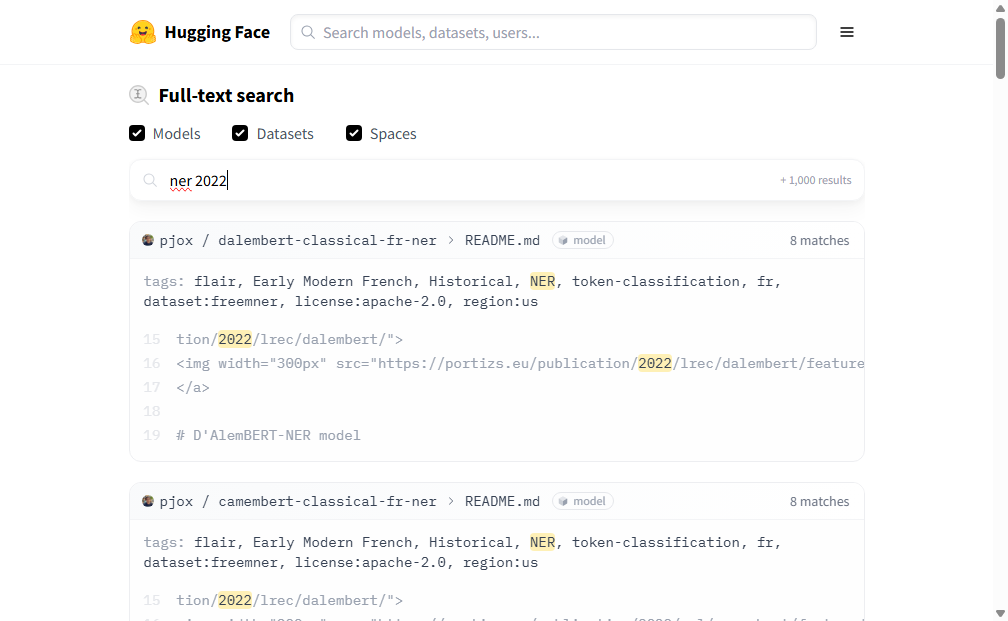 Hugging Face
Search models, datasets, users...
Full-text search
Models Datasets Spaces
ner 2022
+ 1,000 results
pjox / dalembert-classical-fr-ner > README.md model 8 matches
tags: flair, Early Modern French, Historical, NER, token-classification, fr,
dataset:freemner, license:apache-2.0, region:us
15 tion/2022/lrec/dalembert/">
16 <img width="300px" src="https://portizs.eu/publication/2022/lrec/dalembert/feature
17 </a>
18
19 # D'AlemBERT-NER model
pjox / camembert-classical-fr-ner > README.md model 8 matches
tags: flair, Early Modern French, Historical, NER, token-classification, fr,
dataset:freemner, license:apache-2.0, region:us
15 tion/2022/lrec/dalembert/">